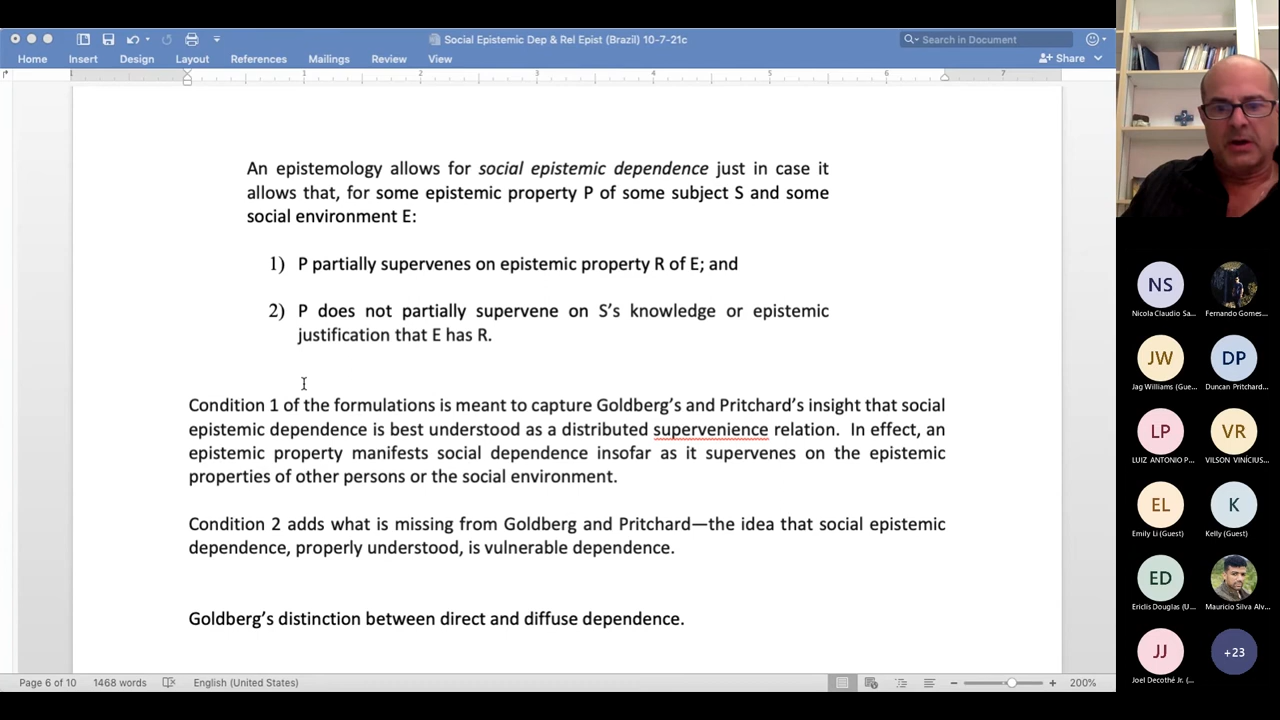 Social Epistemic Dep & Rel Epist (Brazil) 10-7-21c
Search in Document
Home Insert Design Layout References Mailings Review View
Share
1 1 2 3 4 5 6 7
An epistemology allows for social epistemic dependence just in case it
allows that, for some epistemic property P of some subject S and some
social environment E:
1) P partially supervenes on epistemic property R of E; and
2) P does not partially supervene on S's knowledge or epistemic
justification that E has R.
Condition 1 of the formulations is meant to capture Goldberg's and Pritchard's insight that social
epistemic dependence is best understood as a distributed supervenience relation. In effect, an
epistemic property manifests social dependence insofar as it supervenes on the epistemic
properties of other persons or the social environment.
Condition 2 adds what is missing from Goldberg and Pritchard—the idea that social epistemic
dependence, properly understood, is vulnerable dependence.
Goldberg's distinction between direct and diffuse dependence.
Page 6 of 10 1468 words English (United States) 200%
NS
Nicola Claudio Sa... Fernando Gomes...
JW DP
Jag Williams (Gue... Duncan Pritchard...
LP VR
LUIZ ANTONIO P... VILSON VINÍCIUS...
EL K
Emily Li (Guest) Kelly (Guest)
ED
Ericlis Douglas (U... Mauricio Silva Alv...
JJ +23
Joel Decothé Jr. (...